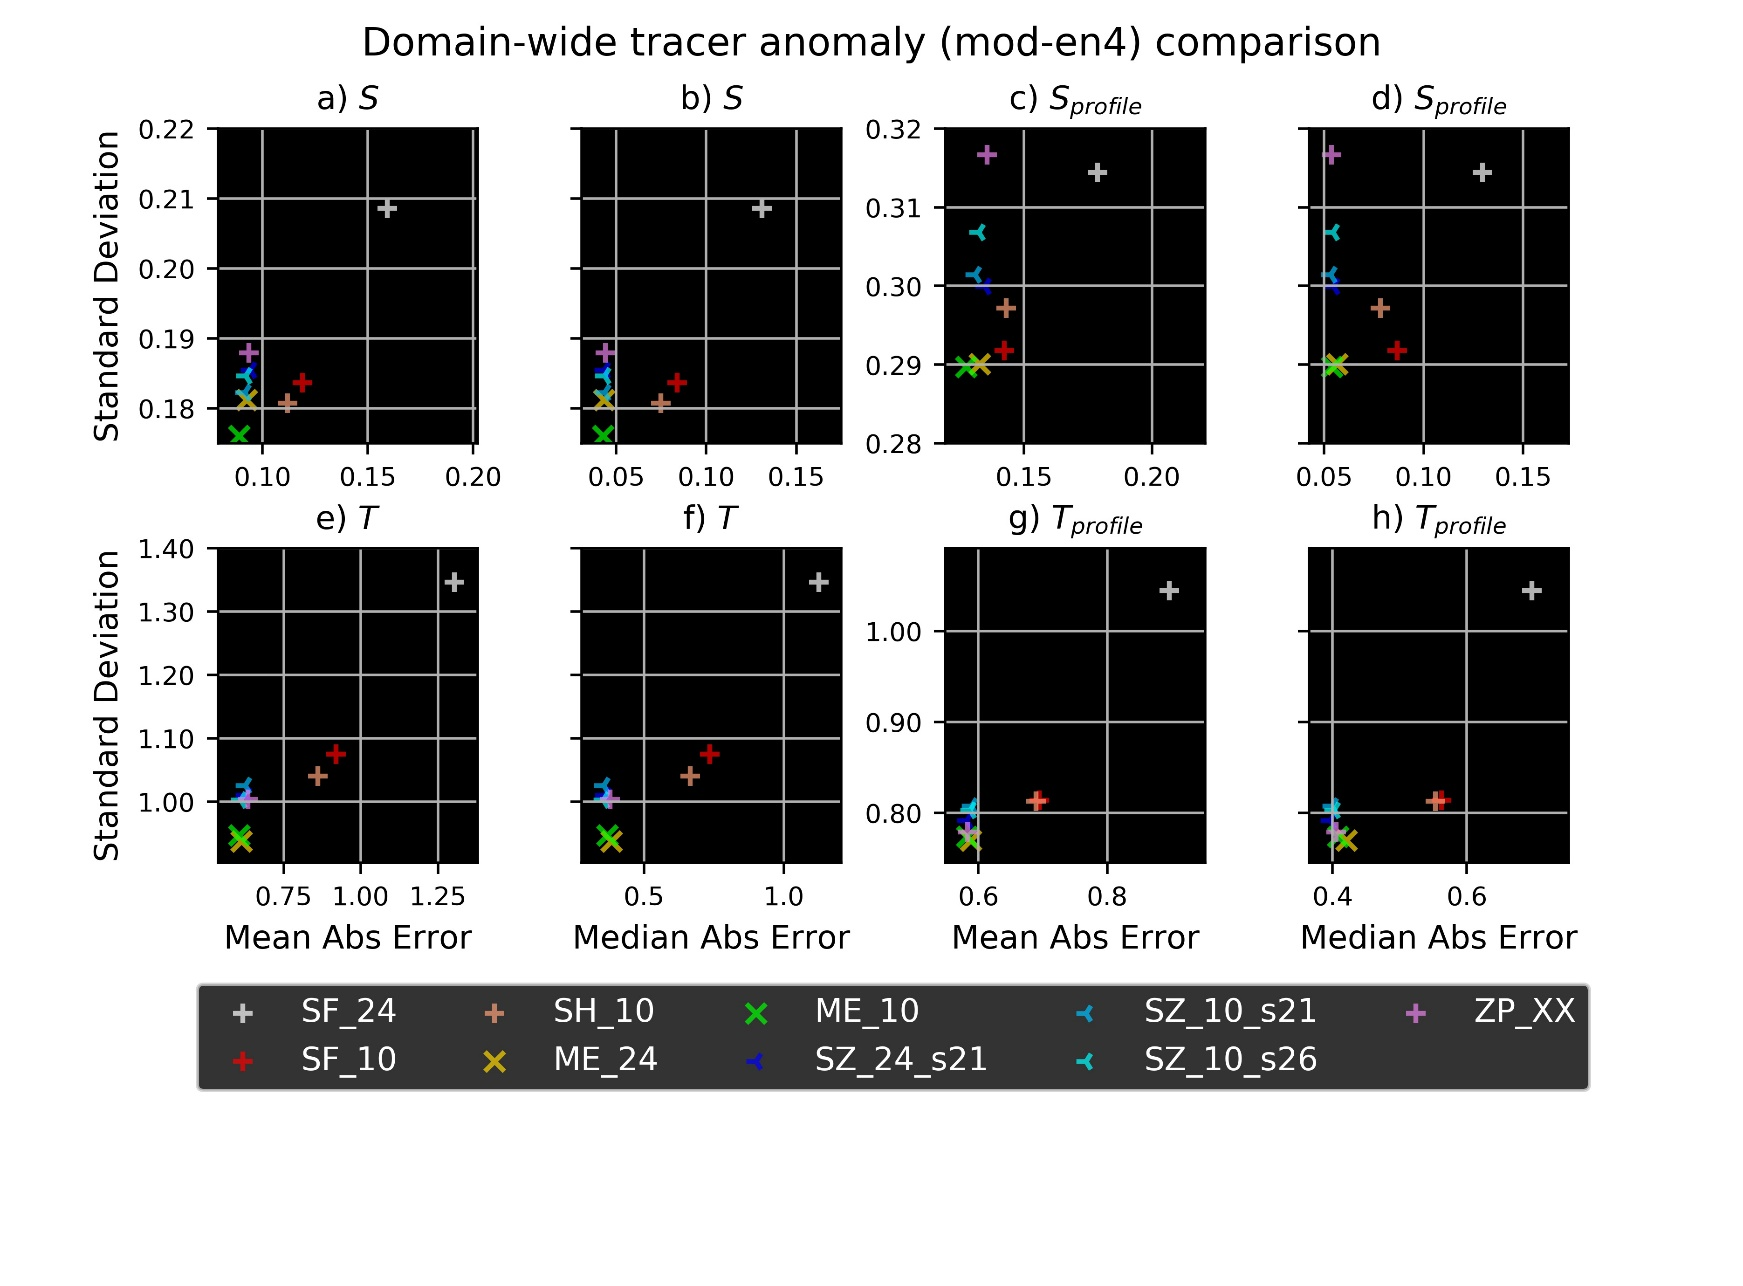 Domain-wide tracer anomaly (mod-en4) comparison
a) S
b) S
c) S_profile
d) S_profile
Standard Deviation
0.22
0.21
0.20
0.19
0.18
0.32
0.31
0.30
0.29
0.28
0.10 0.15 0.20
0.05 0.10 0.15
0.15 0.20
0.05 0.10 0.15
e) T
f) T
g) T_profile
h) T_profile
Standard Deviation
1.40
1.30
1.20
1.10
1.00
1.00
0.90
0.80
0.75 1.00 1.25
0.5 1.0
0.6 0.8
0.4 0.6
Mean Abs Error
Median Abs Error
Mean Abs Error
Median Abs Error
SF_24 SH_10 ME_10 SZ_10_s21 ZP_XX
SF_10 ME_24 SZ_24_s21 SZ_10_s26